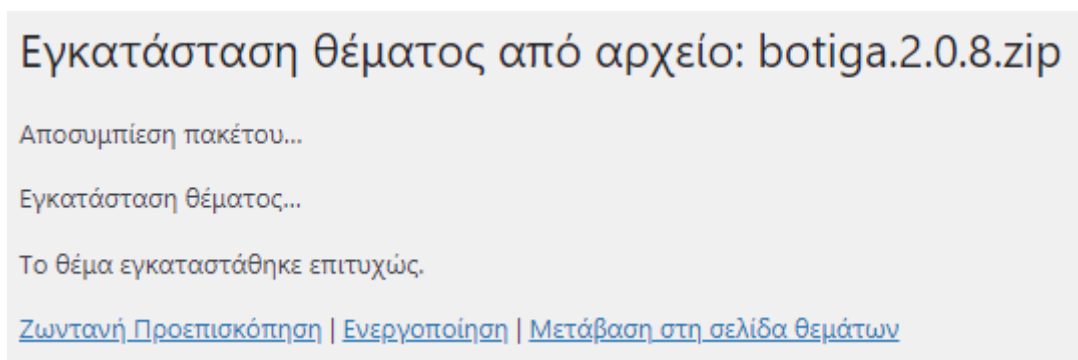 Εγκατάσταση θέματος από αρχείο: botiga.2.0.8.zip
Αποσυμπίεση πακέτου...
Εγκατάσταση θέματος...
Το θέμα εγκαταστάθηκε επιτυχώς.
Ζωντανή Προεπισκόπηση | Ενεργοποίηση | Μετάβαση στη σελίδα θεμάτων